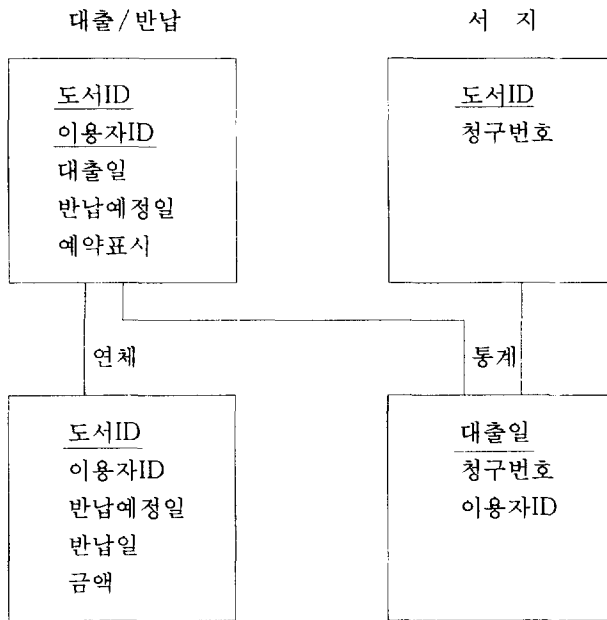 대출/반납
서 지
도서ID
이용자ID
대출일
반납예정일
예약표시
도서ID
청구번호
연체
통계
도서ID
이용자ID
반납예정일
반납일
금액
대출일
청구번호
이용자ID